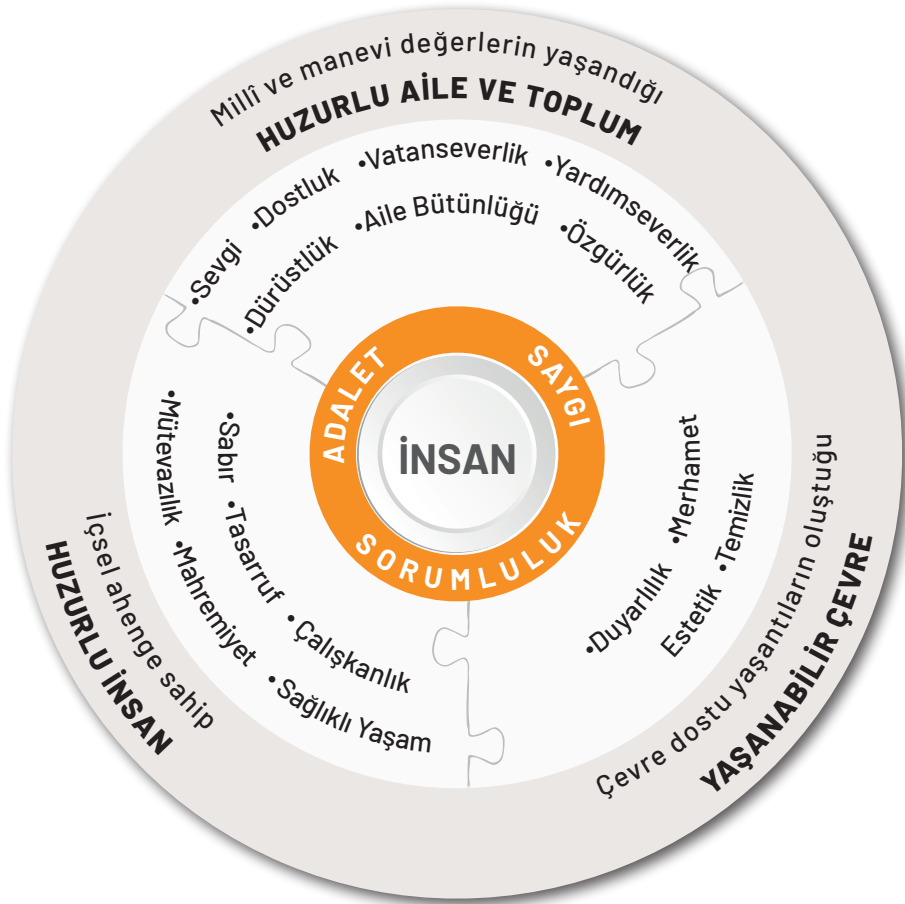 Millî ve manevi değerlerin yaşandığı
HUZURLU AİLE VE TOPLUM
•Sevgi •Dostluk •Vatanseverlik •Yardımseverlik
•Dürüstlük •Aile Bütünlüğü •Özgürlük
ADALET
SAYGI
SORUMLULUK
İNSAN
•Sabır •Tasarruf •Çalışkanlık
•Mütevazılık •Mahremiyet •Sağlıklı Yaşam
İçsel ahenge sahip
HUZURLU İNSAN
•Duyarlılık •Merhamet
Estetik •Temizlik
Çevre dostu yaşantıların oluştuğu
YAŞANABİLİR ÇEVRE